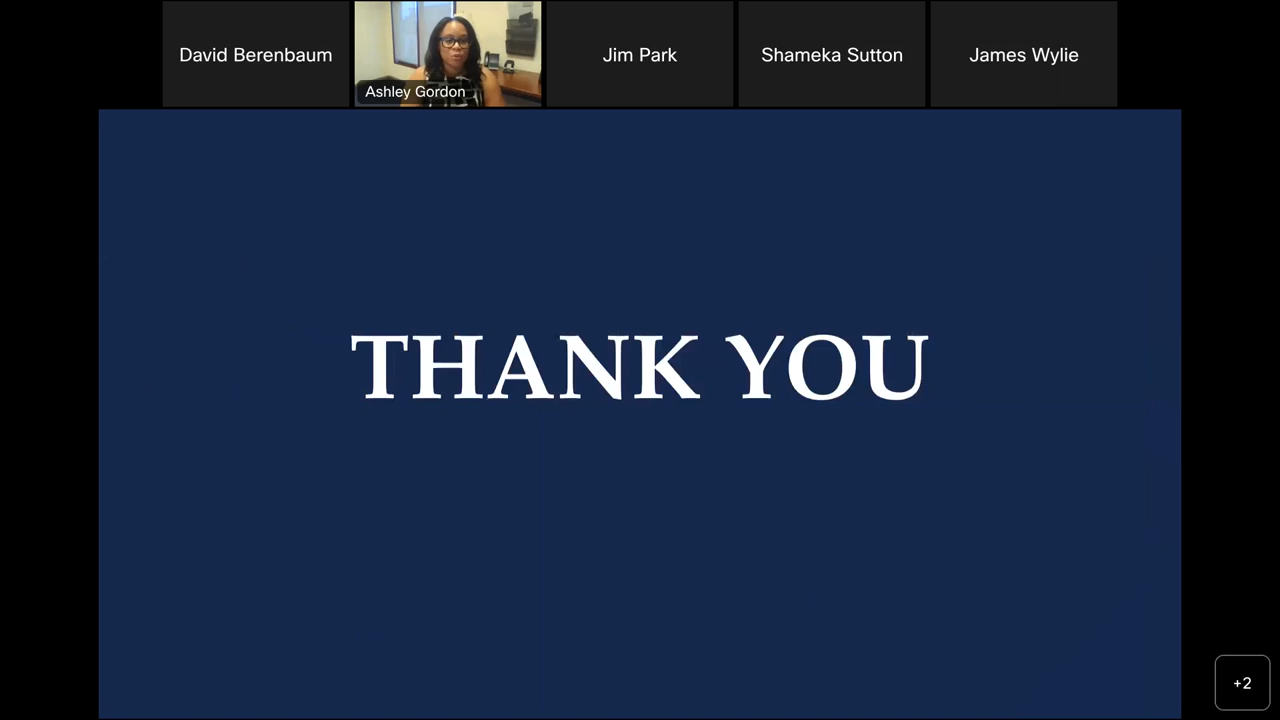 David Berenbaum
Ashley Gordon
Jim Park
Shameka Sutton
James Wylie
THANK YOU
+2